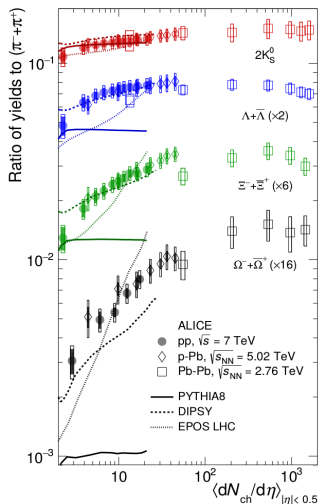 Ratio of yields to (π⁻+π⁺)
10⁻¹
2K⁰S
Λ+Λ̅ (×2)
Ξ⁻+Ξ̅⁺ (×6)
10⁻²
Ω⁻+Ω̅⁺ (×16)
ALICE
pp, √s = 7 TeV
p-Pb, √sNN = 5.02 TeV
Pb-Pb, √sNN = 2.76 TeV
PYTHIA8
DIPSY
EPOS LHC
10⁻³
10 10² 10³
⟨dNch/dη⟩|η|< 0.5